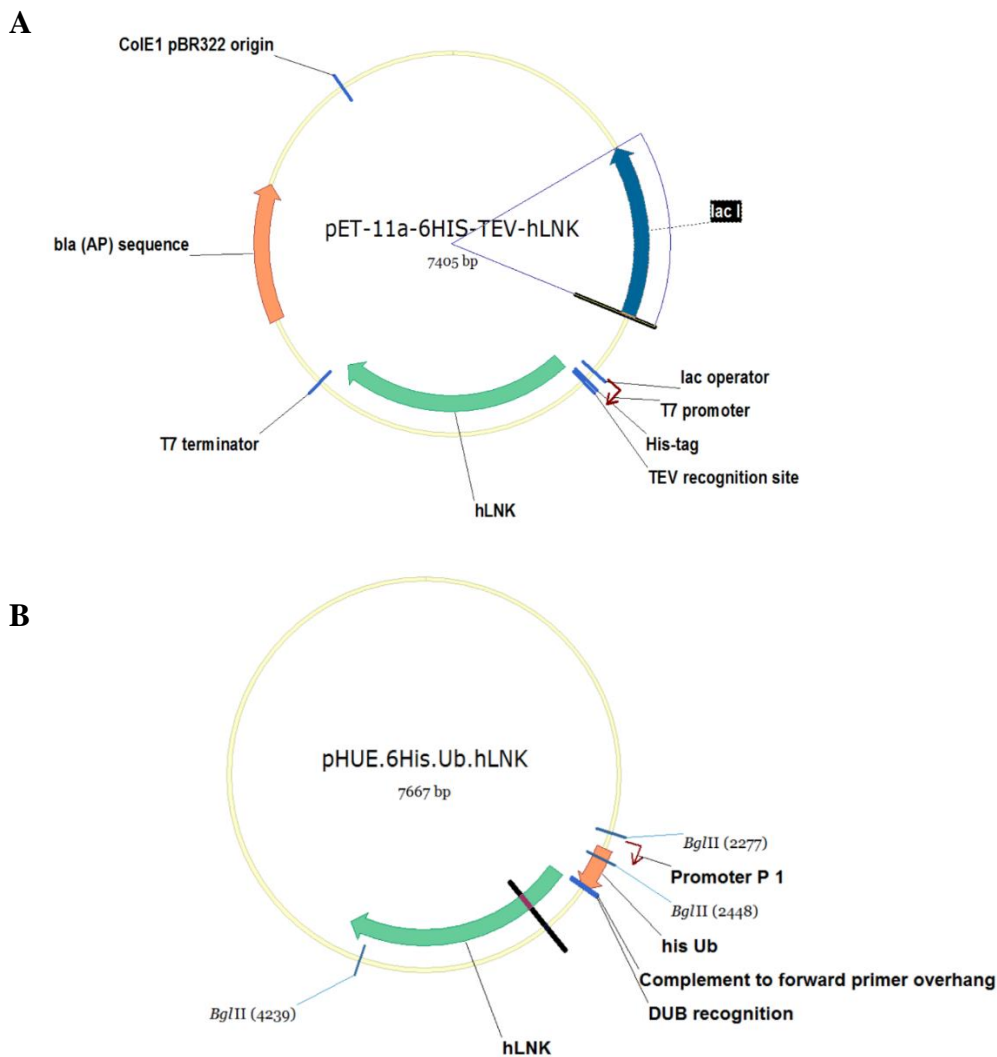 A
ColE1 pBR322 origin
pET-11a-6HIS-TEV-hLNK
7405 bp
lac I
bla (AP) sequence
lac operator
T7 promoter
His-tag
TEV recognition site
T7 terminator
hLNK
B
pHUE.6His.Ub.hLNK
7667 bp
BglII (2277)
Promoter P 1
BglII (2448)
his Ub
Complement to forward primer overhang
DUB recognition
BglII (4239)
hLNK